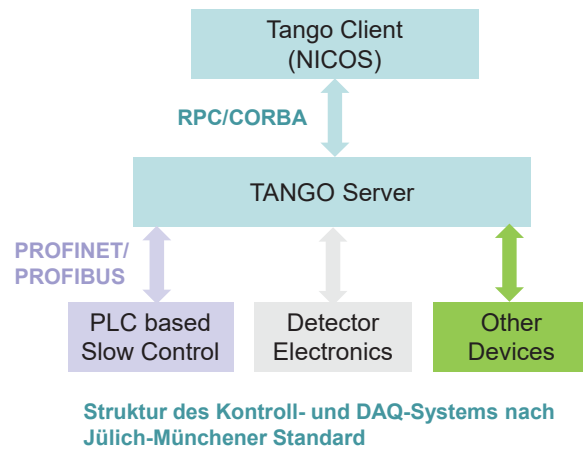 Tango Client
(NICOS)
RPC/CORBA
TANGO Server
PROFINET/
PROFIBUS
PLC based
Slow Control
Detector
Electronics
Other
Devices
Struktur des Kontroll- und DAQ-Systems nach
Jülich-Münchener Standard